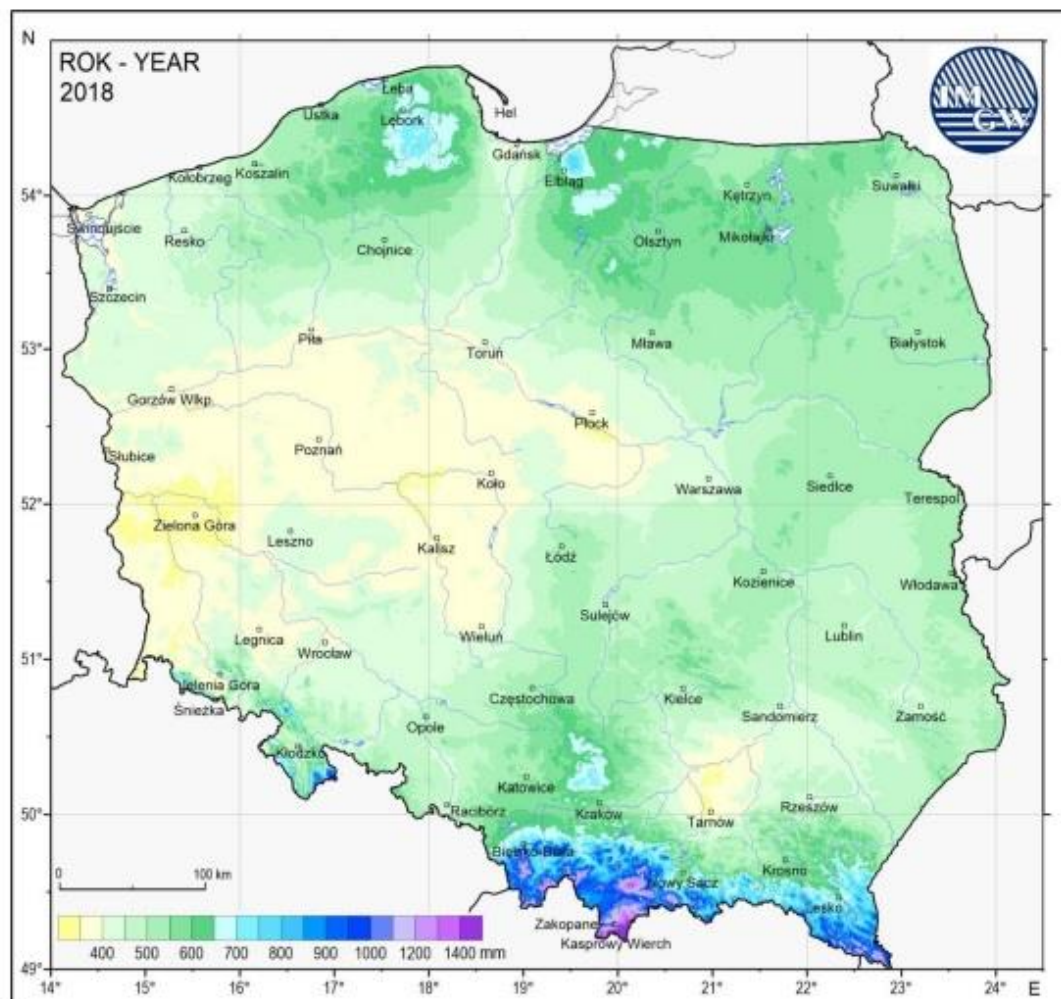 N
ROK - YEAR
2018
IM
GW
Łeba
Ustka
Lębork
Hel
Gdańsk
Kołobrzeg
Koszalin
Elbląg
54°
Kętrzyn
Suwałki
Świnoujście
Resko
Chojnice
Olsztyn
Mikołajki
Szczecin
Piła
Toruń
Mława
Białystok
53°
Gorzów Wlkp.
Płock
Poznań
Słubice
Koło
Warszawa
Siedlce
Terespol
52°
Zielona Góra
Leszno
Kalisz
Łódź
Kozienice
Włodawa
Sulejów
Legnica
Wrocław
Wieluń
Lublin
51°
Jelenia Góra
Śnieżka
Częstochowa
Kielce
Sandomierz
Zamość
Opole
Kłodzko
Katowice
Racibórz
Kraków
Tarnów
Rzeszów
50°
Bielsko-Biała
Nowy Sącz
Krosno
Lesko
0 100 km
Zakopane
Kasprowy Wierch
400 500 600 700 800 900 1000 1200 1400 mm
49°
14° 15° 16° 17° 18° 19° 20° 21° 22° 23° 24° E